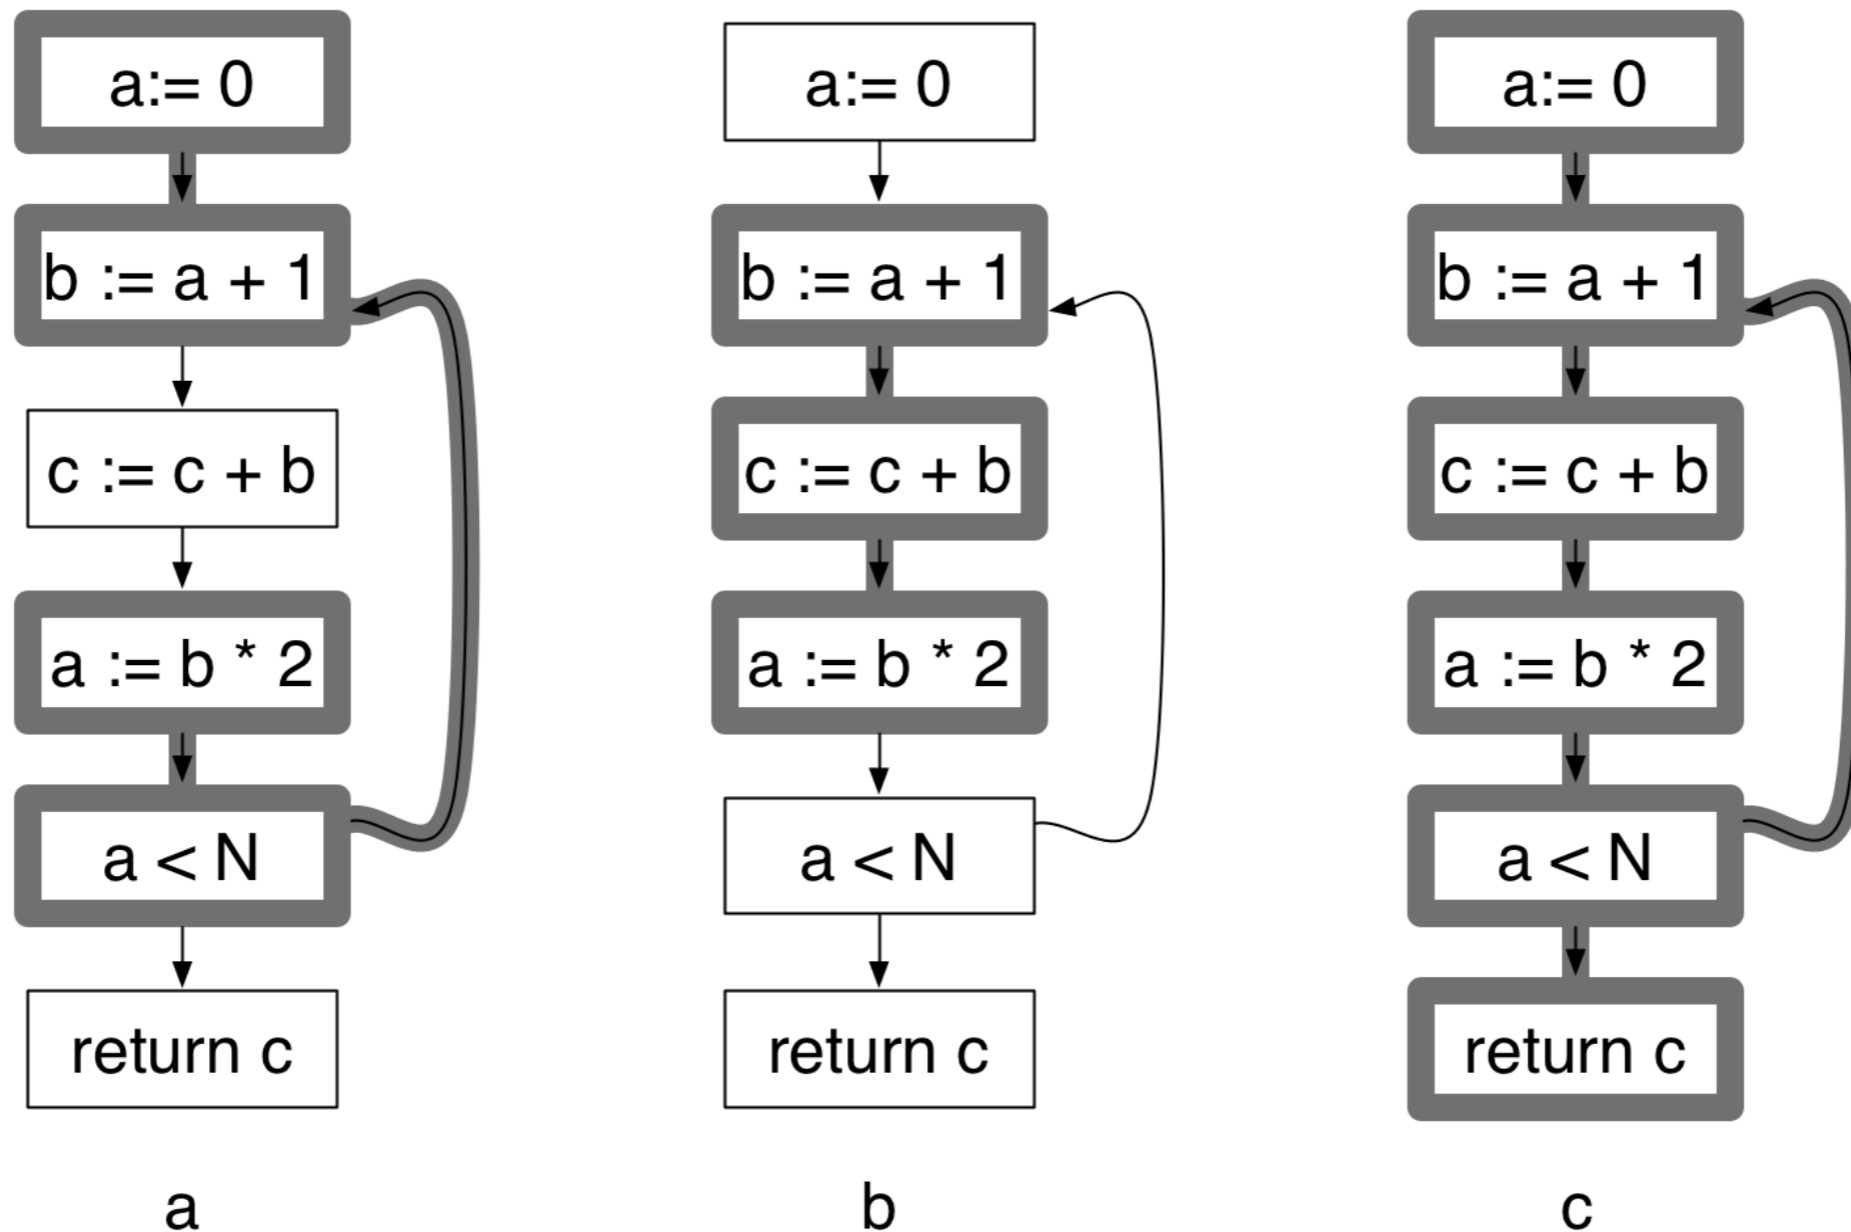 a:= 0
b := a + 1
c := c + b
a := b * 2
a < N
return c
a
a:= 0
b := a + 1
c := c + b
a := b * 2
a < N
return c
b
a:= 0
b := a + 1
c := c + b
a := b * 2
a < N
return c
c